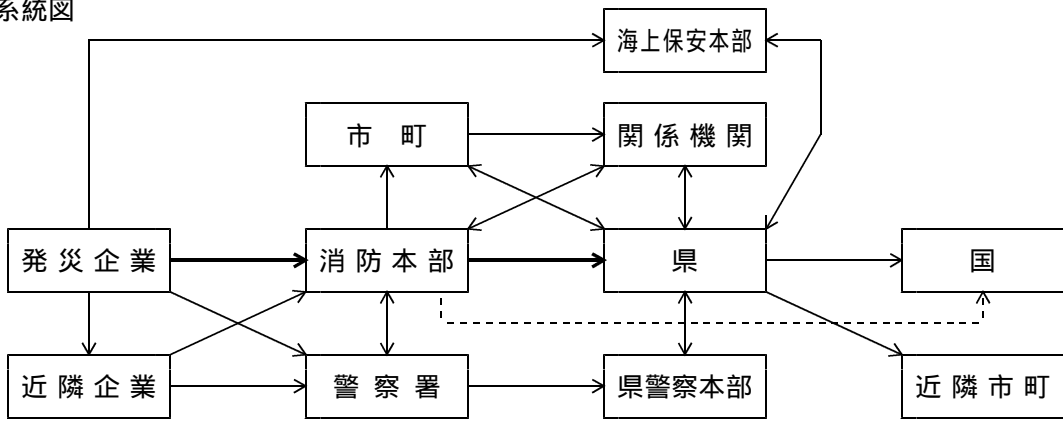 系統図
海上保安本部
市　町
関 係 機 関
発 災 企 業
消 防 本 部
県
国
近 隣 企 業
警 察 署
県警察本部
近 隣 市 町